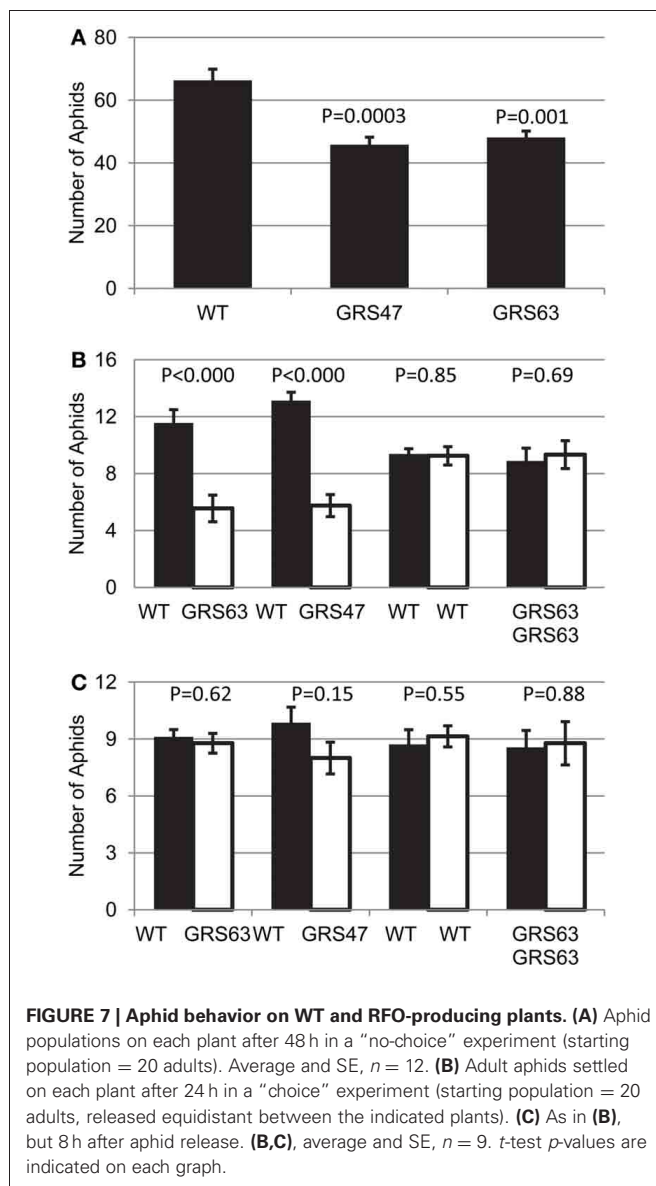 A
80
60
40
20
0
Number of Aphids
P=0.0003
P=0.001
WT
GRS47
GRS63
B
16
12
8
4
0
Number of Aphids
P<0.000
P<0.000
P=0.85
P=0.69
WT GRS63 WT GRS47 WT WT GRS63
GRS63
C
12
9
6
3
0
Number of Aphids
P=0.62
P=0.15
P=0.55
P=0.88
WT GRS63 WT GRS47 WT WT GRS63
GRS63
FIGURE 7 | Aphid behavior on WT and RFO-producing plants. (A) Aphid
populations on each plant after 48 h in a “no-choice” experiment (starting
population = 20 adults). Average and SE, n = 12. (B) Adult aphids settled
on each plant after 24 h in a “choice” experiment (starting population = 20
adults, released equidistant between the indicated plants). (C) As in (B),
but 8 h after aphid release. (B,C), average and SE, n = 9. t-test p-values are
indicated on each graph.